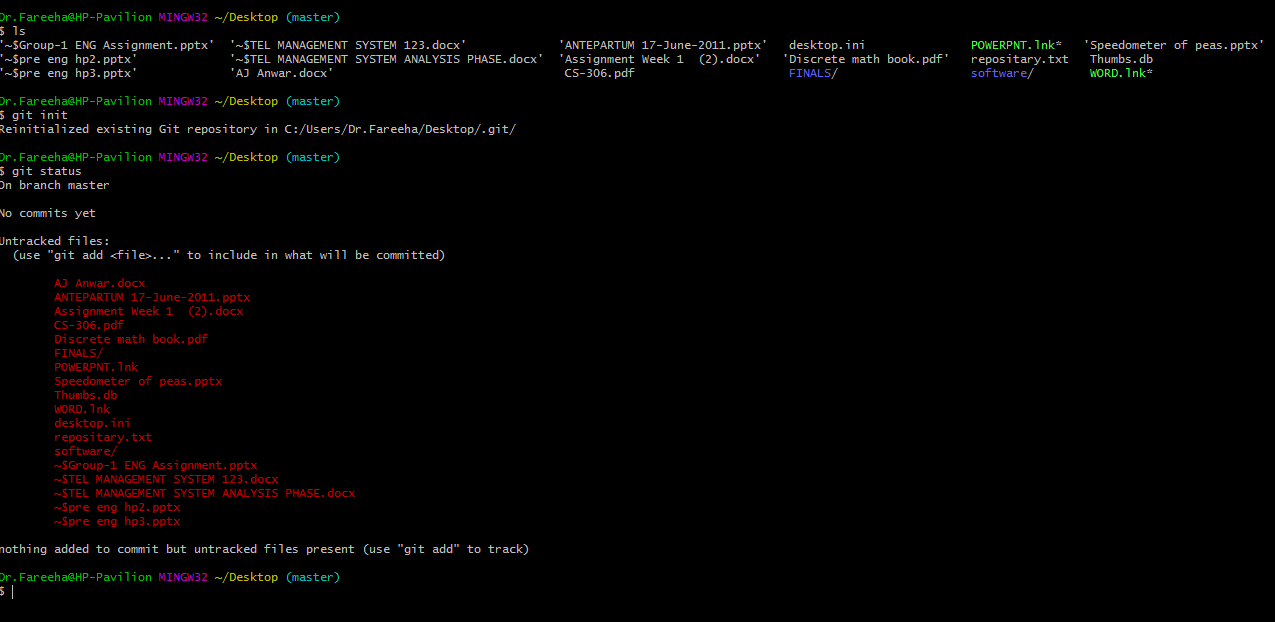 Dr.Fareeha@HP-Pavilion MINGW32 ~/Desktop (master)
$ ls
'~$Group-1 ENG Assignment.pptx'  '~$TEL MANAGEMENT SYSTEM 123.docx'  'ANTEPARTUM 17-June-2011.pptx'  desktop.ini  POWERPNT.lnk*  'Speedometer of peas.pptx'
'~$pre eng hp2.pptx'  '~$TEL MANAGEMENT SYSTEM ANALYSIS PHASE.docx'  'Assignment Week 1  (2).docx'  'Discrete math book.pdf'  repositary.txt  Thumbs.db
'~$pre eng hp3.pptx'  'AJ Anwar.docx'  CS-306.pdf  FINALS/  software/  WORD.lnk*
Dr.Fareeha@HP-Pavilion MINGW32 ~/Desktop (master)
$ git init
Reinitialized existing Git repository in C:/Users/Dr.Fareeha/Desktop/.git/
Dr.Fareeha@HP-Pavilion MINGW32 ~/Desktop (master)
$ git status
On branch master
No commits yet
Untracked files:
(use "git add <file>..." to include in what will be committed)
AJ Anwar.docx
ANTEPARTUM 17-June-2011.pptx
Assignment Week 1  (2).docx
CS-306.pdf
Discrete math book.pdf
FINALS/
POWERPNT.lnk
Speedometer of peas.pptx
Thumbs.db
WORD.lnk
desktop.ini
repositary.txt
software/
~$Group-1 ENG Assignment.pptx
~$TEL MANAGEMENT SYSTEM 123.docx
~$TEL MANAGEMENT SYSTEM ANALYSIS PHASE.docx
~$pre eng hp2.pptx
~$pre eng hp3.pptx
nothing added to commit but untracked files present (use "git add" to track)
Dr.Fareeha@HP-Pavilion MINGW32 ~/Desktop (master)
$